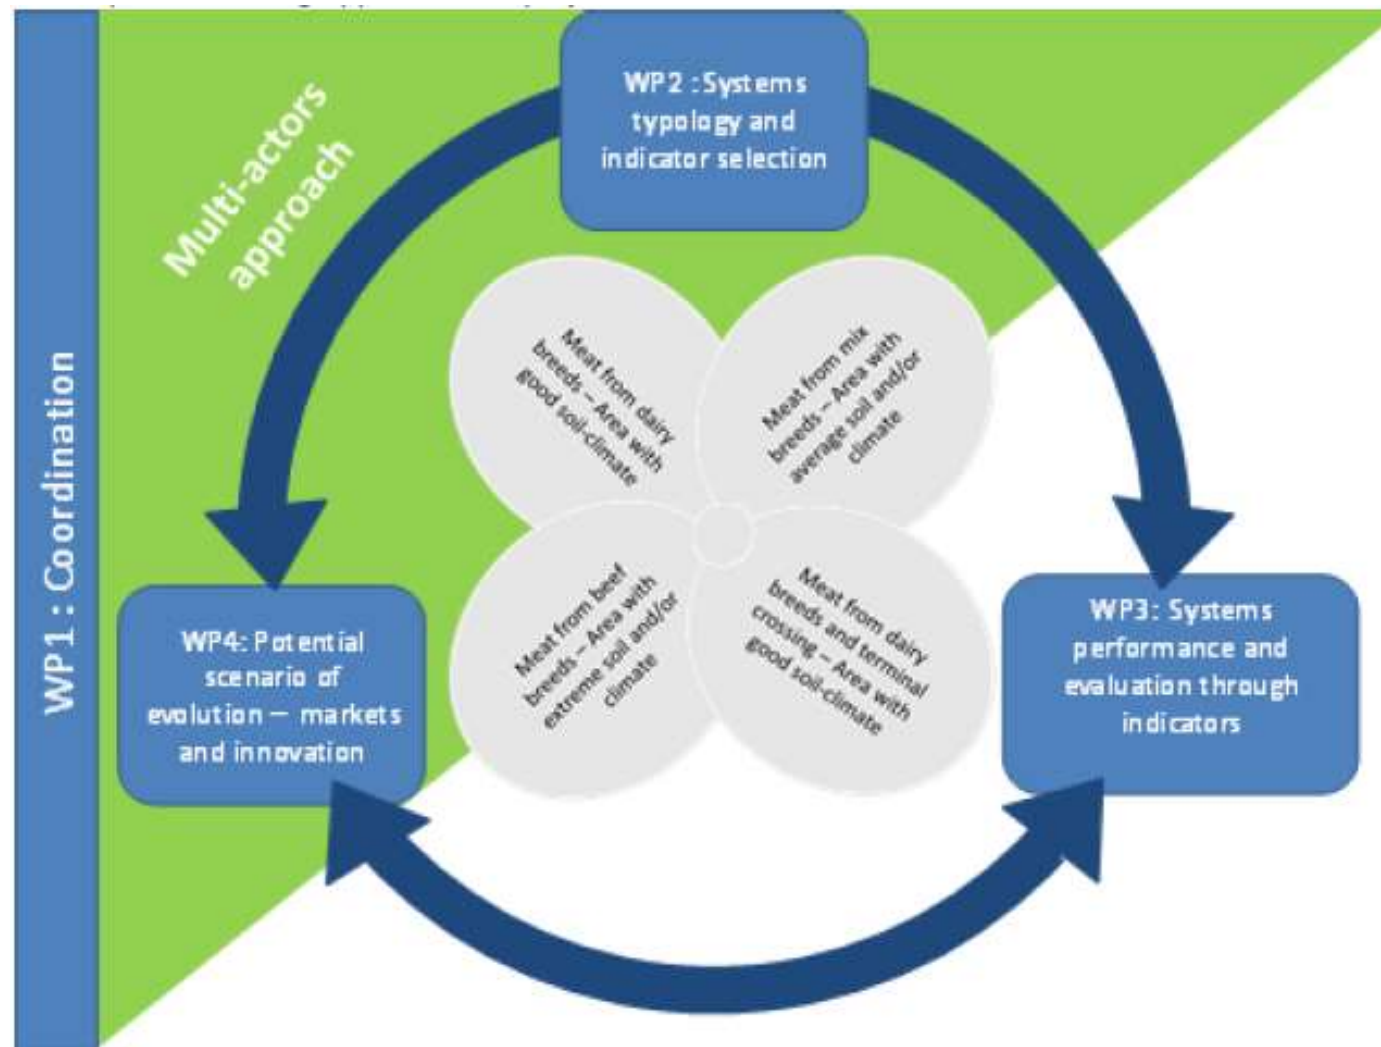 WP1 : Coordination
Multi-actors
approach
WP2 : Systems
typology and
indicator selection
Meat from dairy
breeds – Area with
good soil-climate
Meat from mix
breeds – Area with
average soil and/or
climate
Meat from beef
breeds – Area with
extreme soil and/or
climate
Meat from dairy
breeds and terminal
crossing – Area with
good soil-climate
WP4: Potential
scenario of
evolution – markets
and innovation
WP3: Systems
performance and
evaluation through
indicators